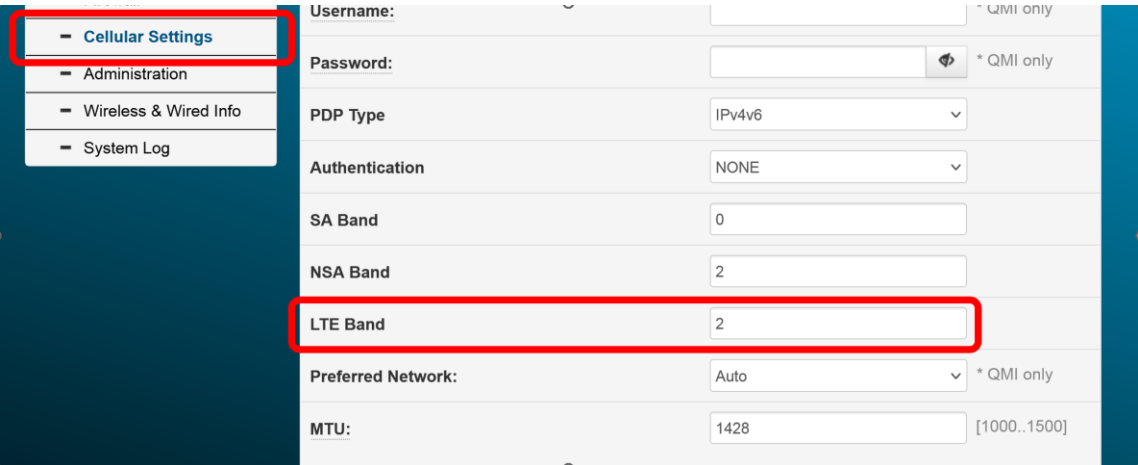 Username:
* QMI only
Cellular Settings
Password:
* QMI only
Administration
Wireless & Wired Info
PDP Type
IPv4v6
System Log
Authentication
NONE
SA Band
0
NSA Band
2
LTE Band
2
Preferred Network:
Auto
* QMI only
MTU:
1428
[1000..1500]